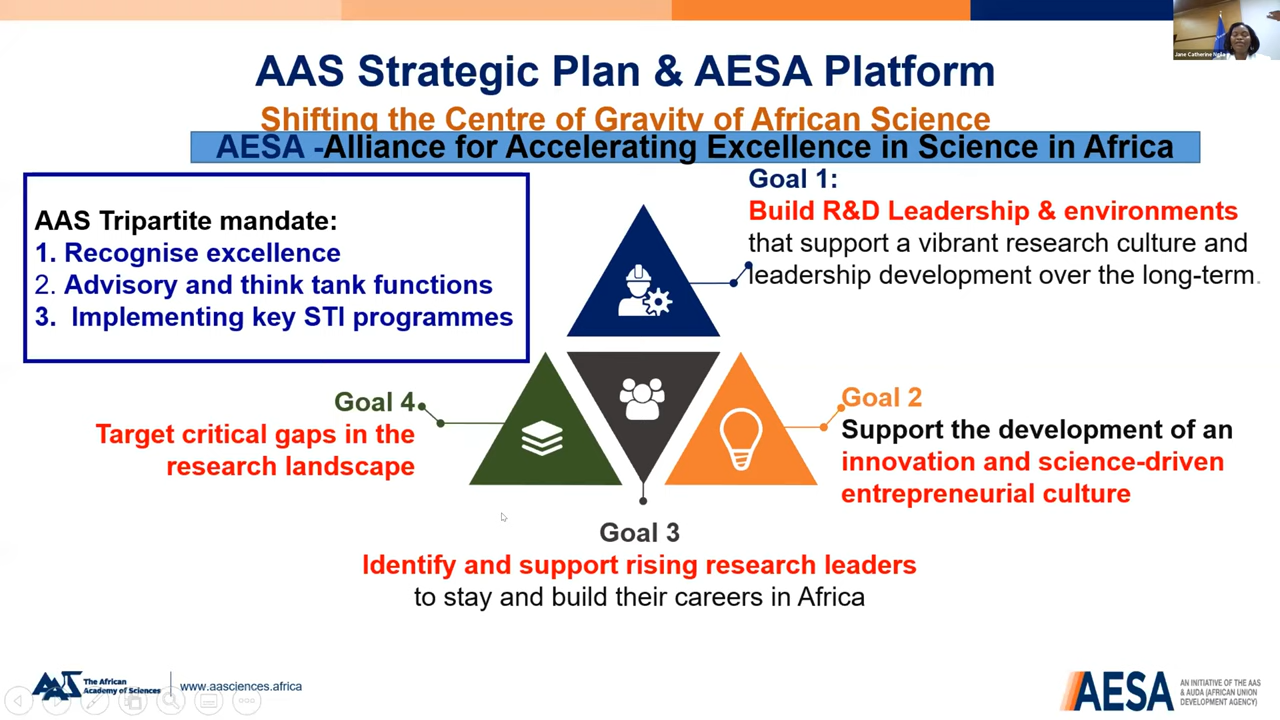 AAS Strategic Plan & AESA Platform
Shifting the Centre of Gravity of African Science
AESA -Alliance for Accelerating Excellence in Science in Africa
AAS Tripartite mandate:
1. Recognise excellence
2. Advisory and think tank functions
3. Implementing key STI programmes
Goal 1:
Build R&D Leadership & environments
that support a vibrant research culture and
leadership development over the long-term.
Goal 4
Target critical gaps in the
research landscape
Goal 2
Support the development of an
innovation and science-driven
entrepreneurial culture
Goal 3
Identify and support rising research leaders
to stay and build their careers in Africa
AAS
The African
Academy of Sciences
www.aasciences.africa
AESA
AN INITIATIVE OF THE AAS
& AUDA (AFRICAN UNION
DEVELOPMENT AGENCY)
Jane Catherine